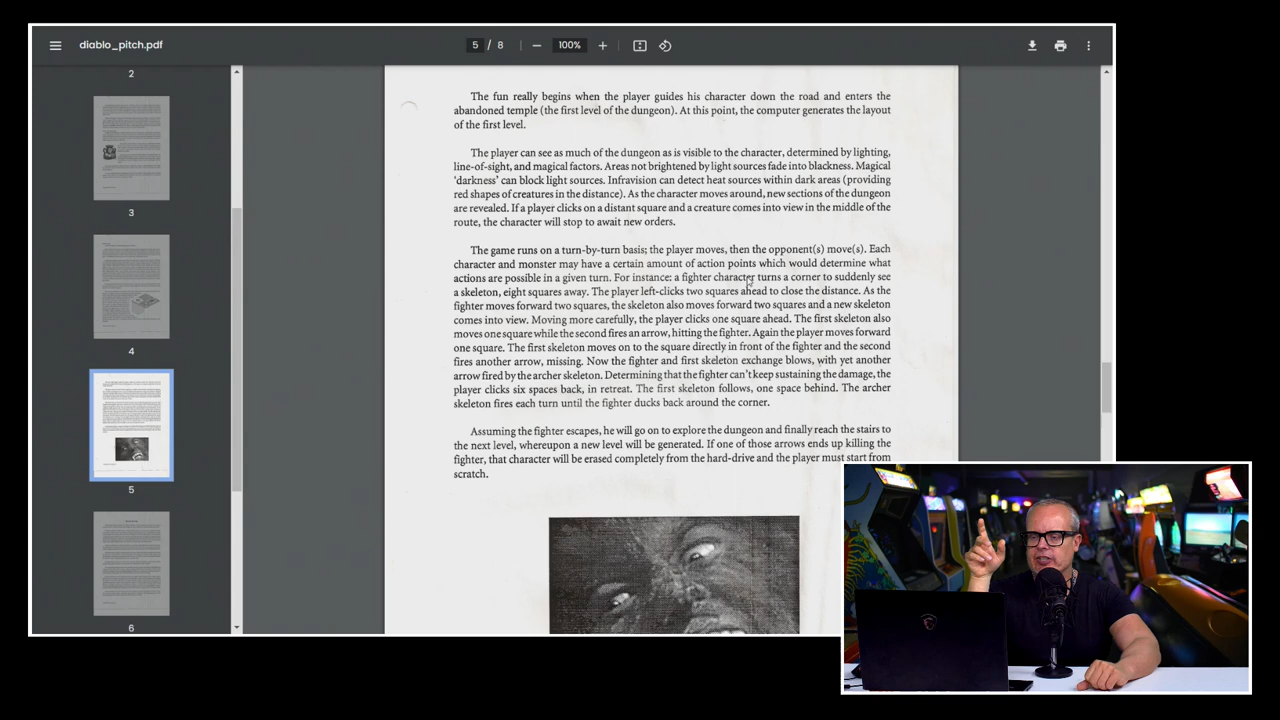 diablo_pitch.pdf
5 / 8
100%
2
3
4
5
6
The fun really begins when the player guides his character down the road and enters the
abandoned temple (the first level of the dungeon). At this point, the computer generates the layout
of the first level.
The player can see as much of the dungeon as is visible to the character, determined by lighting,
line-of-sight, and magical factors. Areas not brightened by light sources fade into blackness. Magical
'darkness' can block light sources. Infravision can detect heat sources within dark areas (providing
red shapes of creatures in the distance). As the character moves around, new sections of the dungeon
are revealed. If a player clicks on a distant square and a creature comes into view in the middle of the
route, the character will stop to await new orders.
The game runs on a turn-by-turn basis; the player moves, then the opponent(s) move(s). Each
character and monster may have a certain amount of action points which would determine what
actions are possible in a given turn. For instance: a fighter character turns a corner to suddenly see
a skeleton, eight squares away. The player left-clicks two squares ahead to close the distance. As the
fighter moves forward two squares, the skeleton also moves forward two squares and a new skeleton
comes into view. Moving more carefully, the player clicks one square ahead. The first skeleton also
moves one square while the second fires an arrow, hitting the fighter. Again the player moves forward
one square. The first skeleton moves on to the square directly in front of the fighter and the second
fires another arrow, missing. Now the fighter and first skeleton exchange blows, with yet another
arrow fired by the archer skeleton. Determining that the fighter can't keep sustaining the damage, the
player clicks six spaces back, in retreat. The first skeleton follows, one space behind. The archer
skeleton fires each turn until the fighter ducks back around the corner.
Assuming the fighter escapes, he will go on to explore the dungeon and finally reach the stairs to
the next level, whereupon a new level will be generated. If one of those arrows ends up killing the
fighter, that character will be erased completely from the hard-drive and the player must start from
scratch.